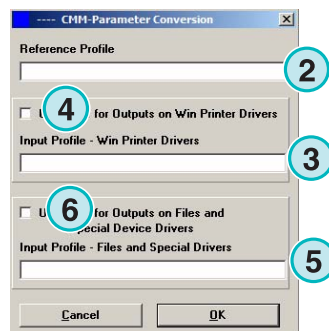 ---- CMM-Parameter Conversion
Reference Profile
2
4
for Outputs on Win Printer Drivers
Input Profile - Win Printer Drivers
3
6
for Outputs on Files and
Device Drivers
Input Profile - Files and Special Drivers
5
Cancel
OK